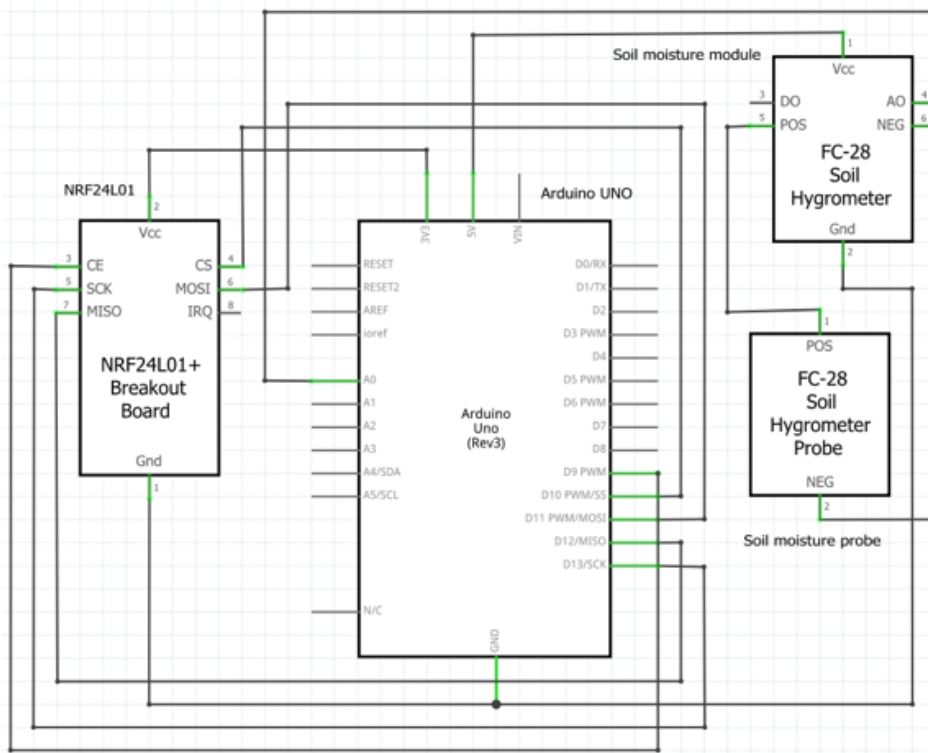 Soil moisture module
1
Vcc
3
DO
AO
4
5
POS
NEG
6
FC-28
Soil
Hygrometer
Gnd
2
NRF24L01
2
Vcc
3
CE
CS
4
5
SCK
MOSI
6
7
MISO
IRQ
8
NRF24L01+
Breakout
Board
Gnd
1
Arduino UNO
3V3
5V
VIN
RESET
D0/RX
RESET2
D1/TX
AREF
D2
ioref
D3 PWM
D4
A0
D5 PWM
A1
D6 PWM
A2
D7
A3
D8
A4/SDA
D9 PWM
A5/SCL
D10 PWM/SS
D11 PWM/MOSI
D12/MISO
D13/SCK
Arduino
Uno
(Rev3)
N/C
GND
1
POS
FC-28
Soil
Hygrometer
Probe
NEG
2
Soil moisture probe